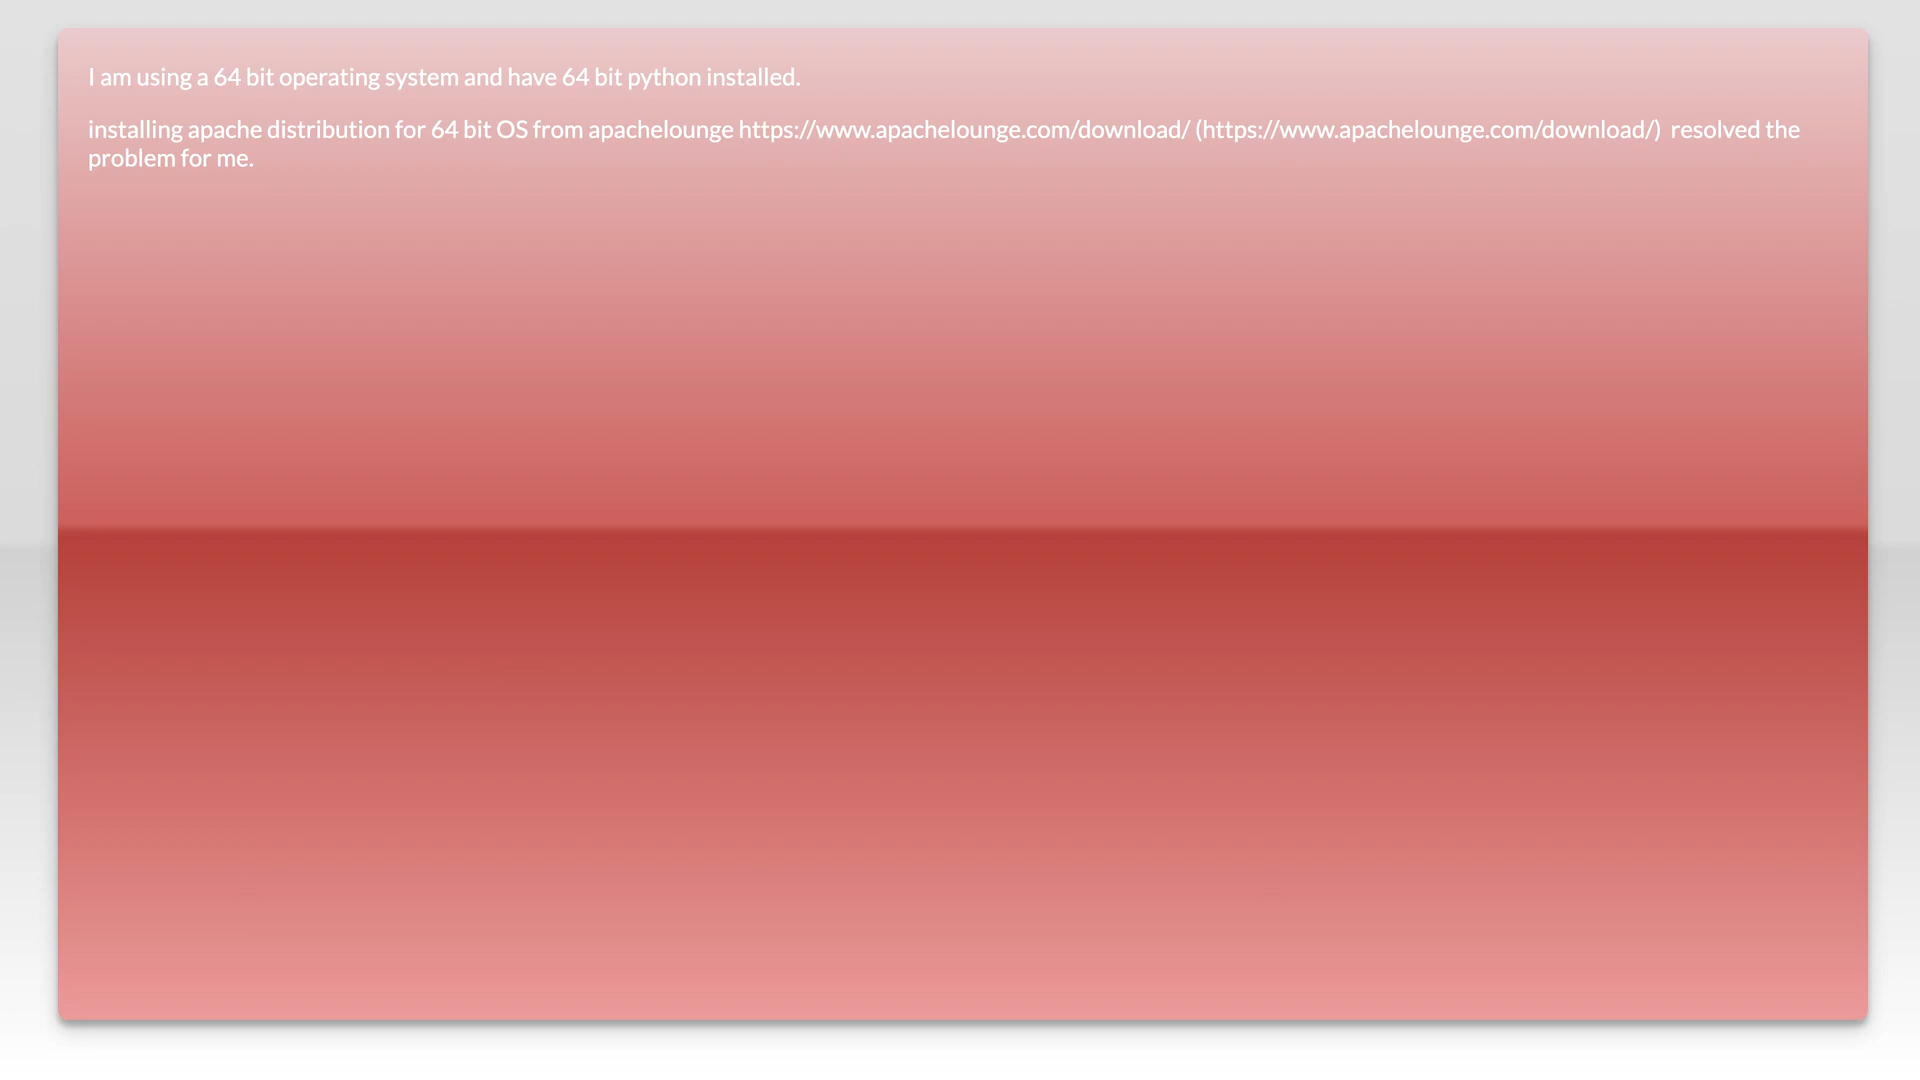 I am using a 64 bit operating system and have 64 bit python installed.
installing apache distribution for 64 bit OS from apachelounge https://www.apachelounge.com/download/ (https://www.apachelounge.com/download/)  resolved the
problem for me.